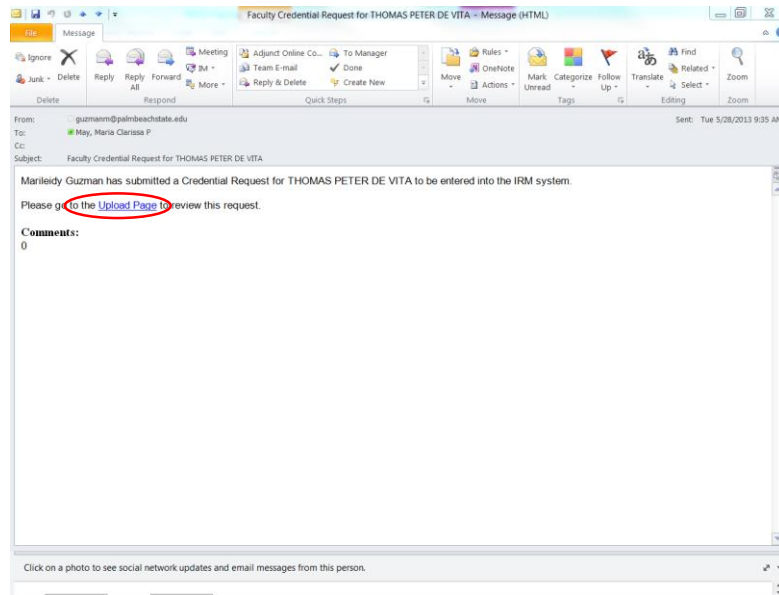 Faculty Credential Request for THOMAS PETER DE VITA - Message (HTML)
File Message
Ignore
Junk
Delete
Reply
Reply All
Forward
Meeting
IM
More
Adjunct Online Co...
Team E-mail
Reply & Delete
To Manager
Done
Create New
Move
Rules
OneNote
Actions
Mark Unread
Categorize
Follow Up
Translate
Find
Related
Select
Zoom
Delete Respond Quick Steps Move Tags Editing Zoom
From: guzmanm@palmbeachstate.edu Sent: Tue 5/28/2013 9:35 AM
To: May, Maria Clarissa P
Cc:
Subject: Faculty Credential Request for THOMAS PETER DE VITA
Marileidy Guzman has submitted a Credential Request for THOMAS PETER DE VITA to be entered into the IRM system.
Please go to the Upload Page to review this request.
Comments:
0
Click on a photo to see social network updates and email messages from this person.